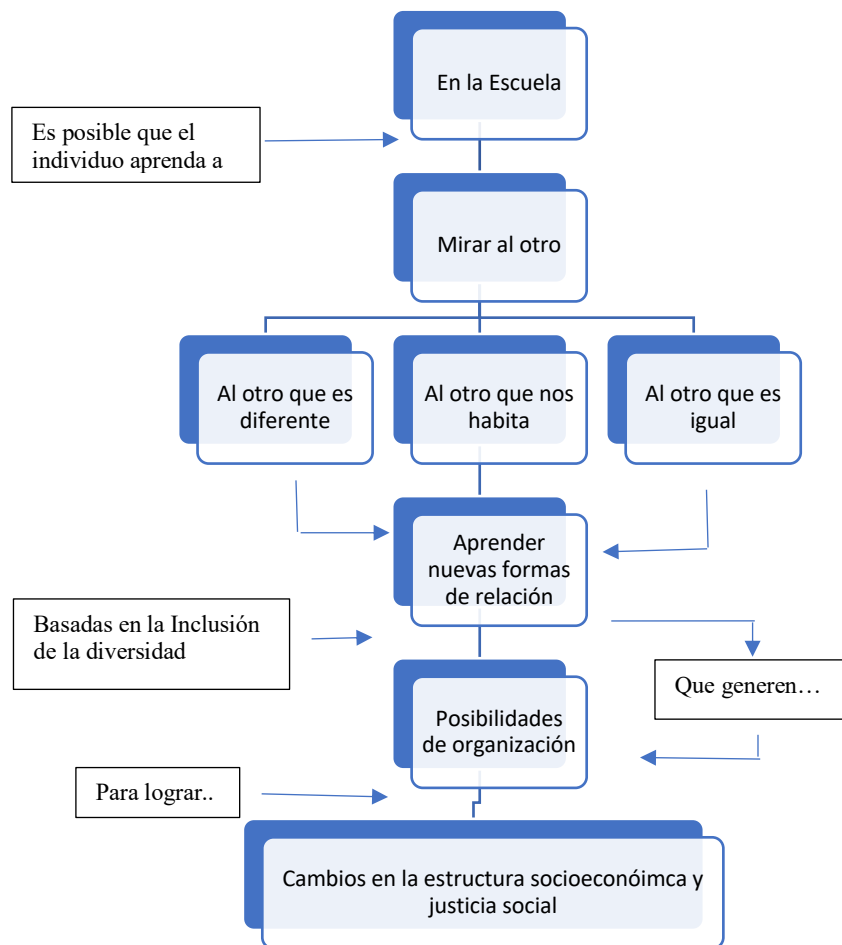 En la Escuela
Es posible que el
individuo aprenda a
Mirar al otro
Al otro que es
diferente
Al otro que nos
habita
Al otro que es
igual
Aprender
nuevas formas
de relación
Basadas en la Inclusión
de la diversidad
Que generen…
Posibilidades
de organización
Para lograr..
Cambios en la estructura socioeconóimca y
justicia social